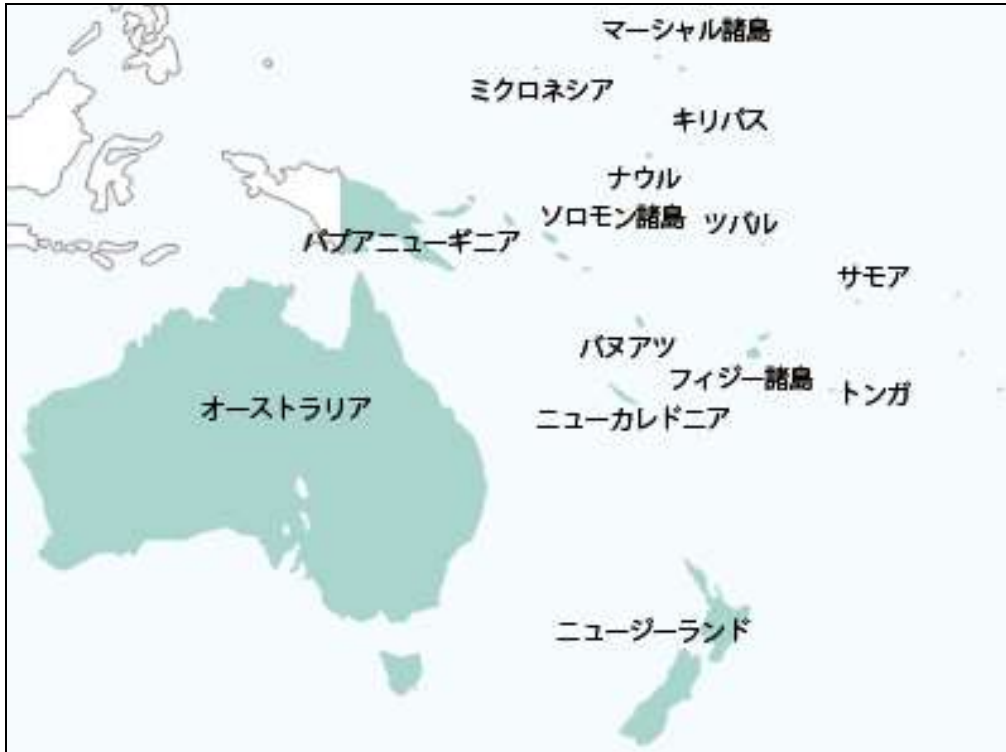 マーシャル諸島
ミクロネシア
キリバス
ナウル
ソロモン諸島
ツバル
パプアニューギニア
サモア
バヌアツ
フィジー諸島
トンガ
オーストラリア
ニューカレドニア
ニュージーランド